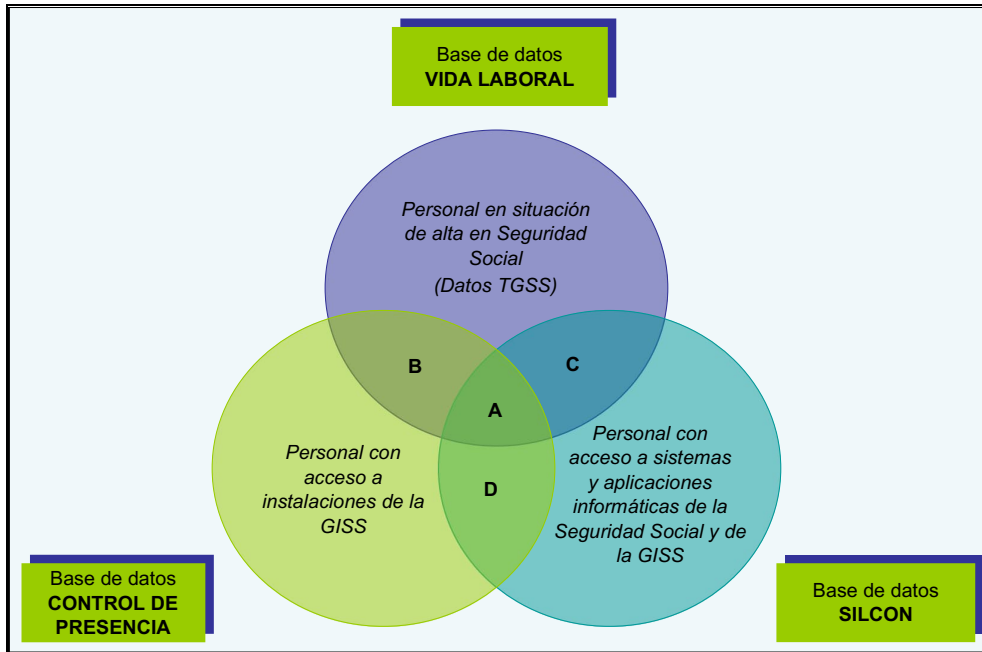 Base de datos
VIDA LABORAL
Personal en situación
de alta en Seguridad
Social
(Datos TGSS)
B
C
A
D
Personal con
acceso a
instalaciones de la
GISS
Personal con
acceso a sistemas
y aplicaciones
informáticas de la
Seguridad Social y de
la GISS
Base de datos
CONTROL DE
PRESENCIA
Base de datos
SILCON